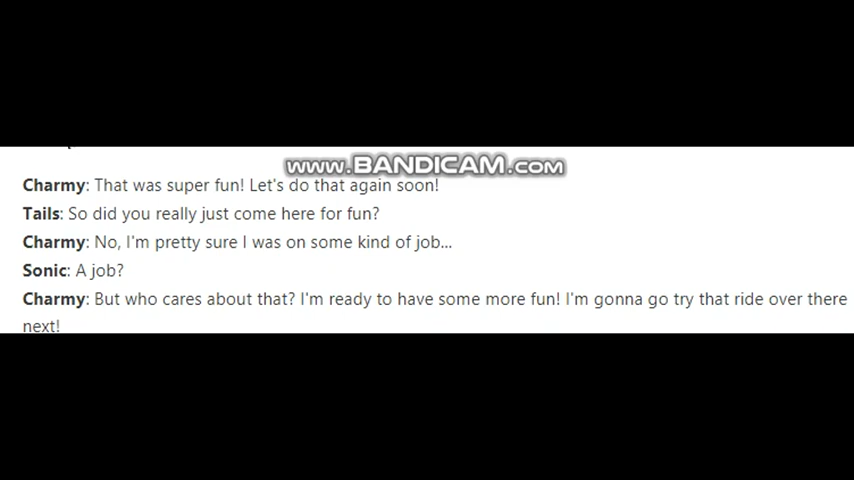 www.BANDICAM.com
Charmy: That was super fun! Let's do that again soon!
Tails: So did you really just come here for fun?
Charmy: No, I'm pretty sure I was on some kind of job...
Sonic: A job?
Charmy: But who cares about that? I'm ready to have some more fun! I'm gonna go try that ride over there
next!